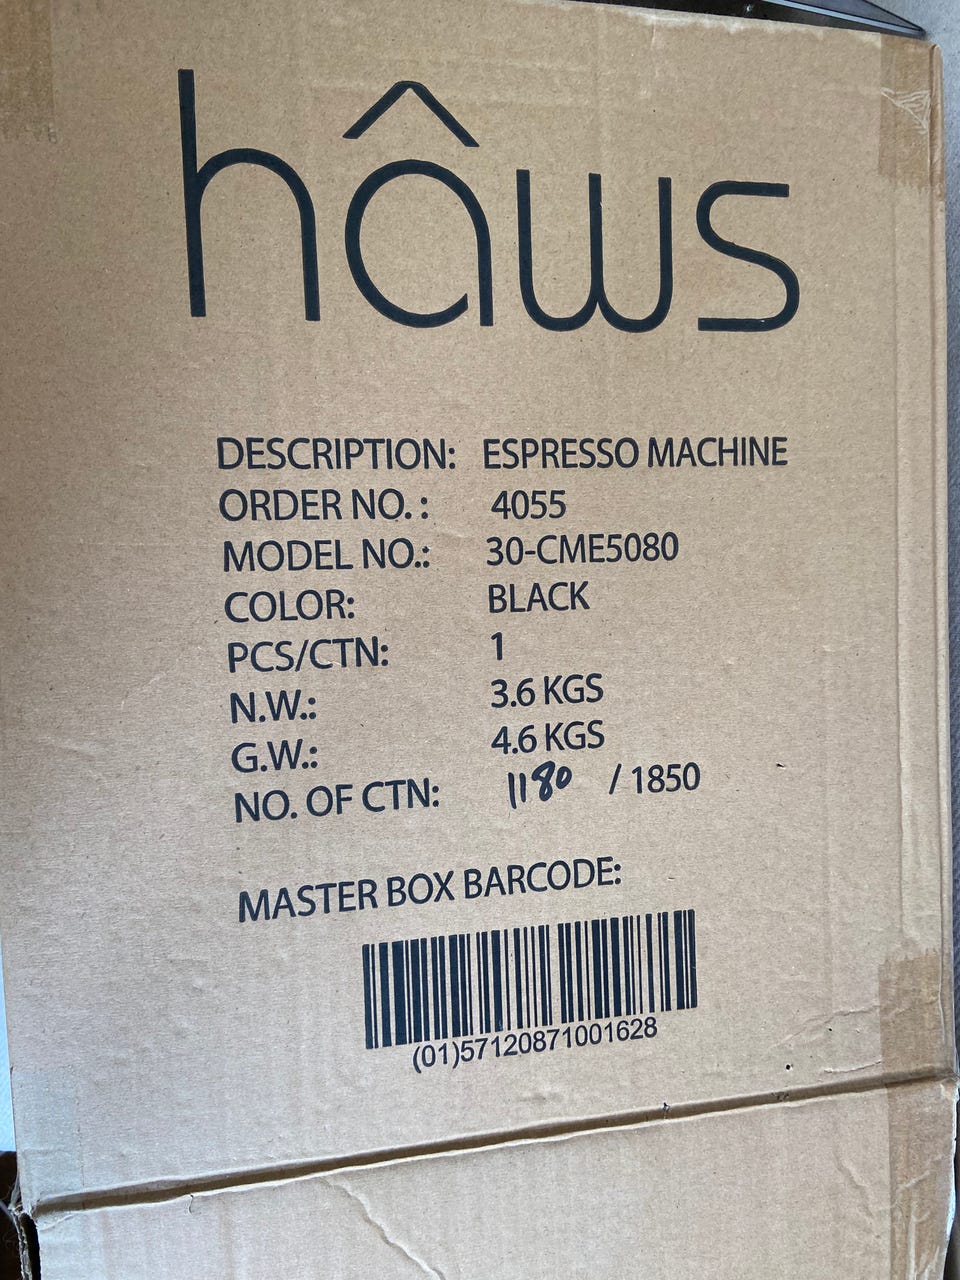 hâws
DESCRIPTION: ESPRESSO MACHINE
ORDER NO. : 4055
MODEL NO.: 30-CME5080
COLOR: BLACK
PCS/CTN: 1
N.W.: 3.6 KGS
G.W.: 4.6 KGS
NO. OF CTN: 1180 / 1850
MASTER BOX BARCODE:
(01)57120871001628